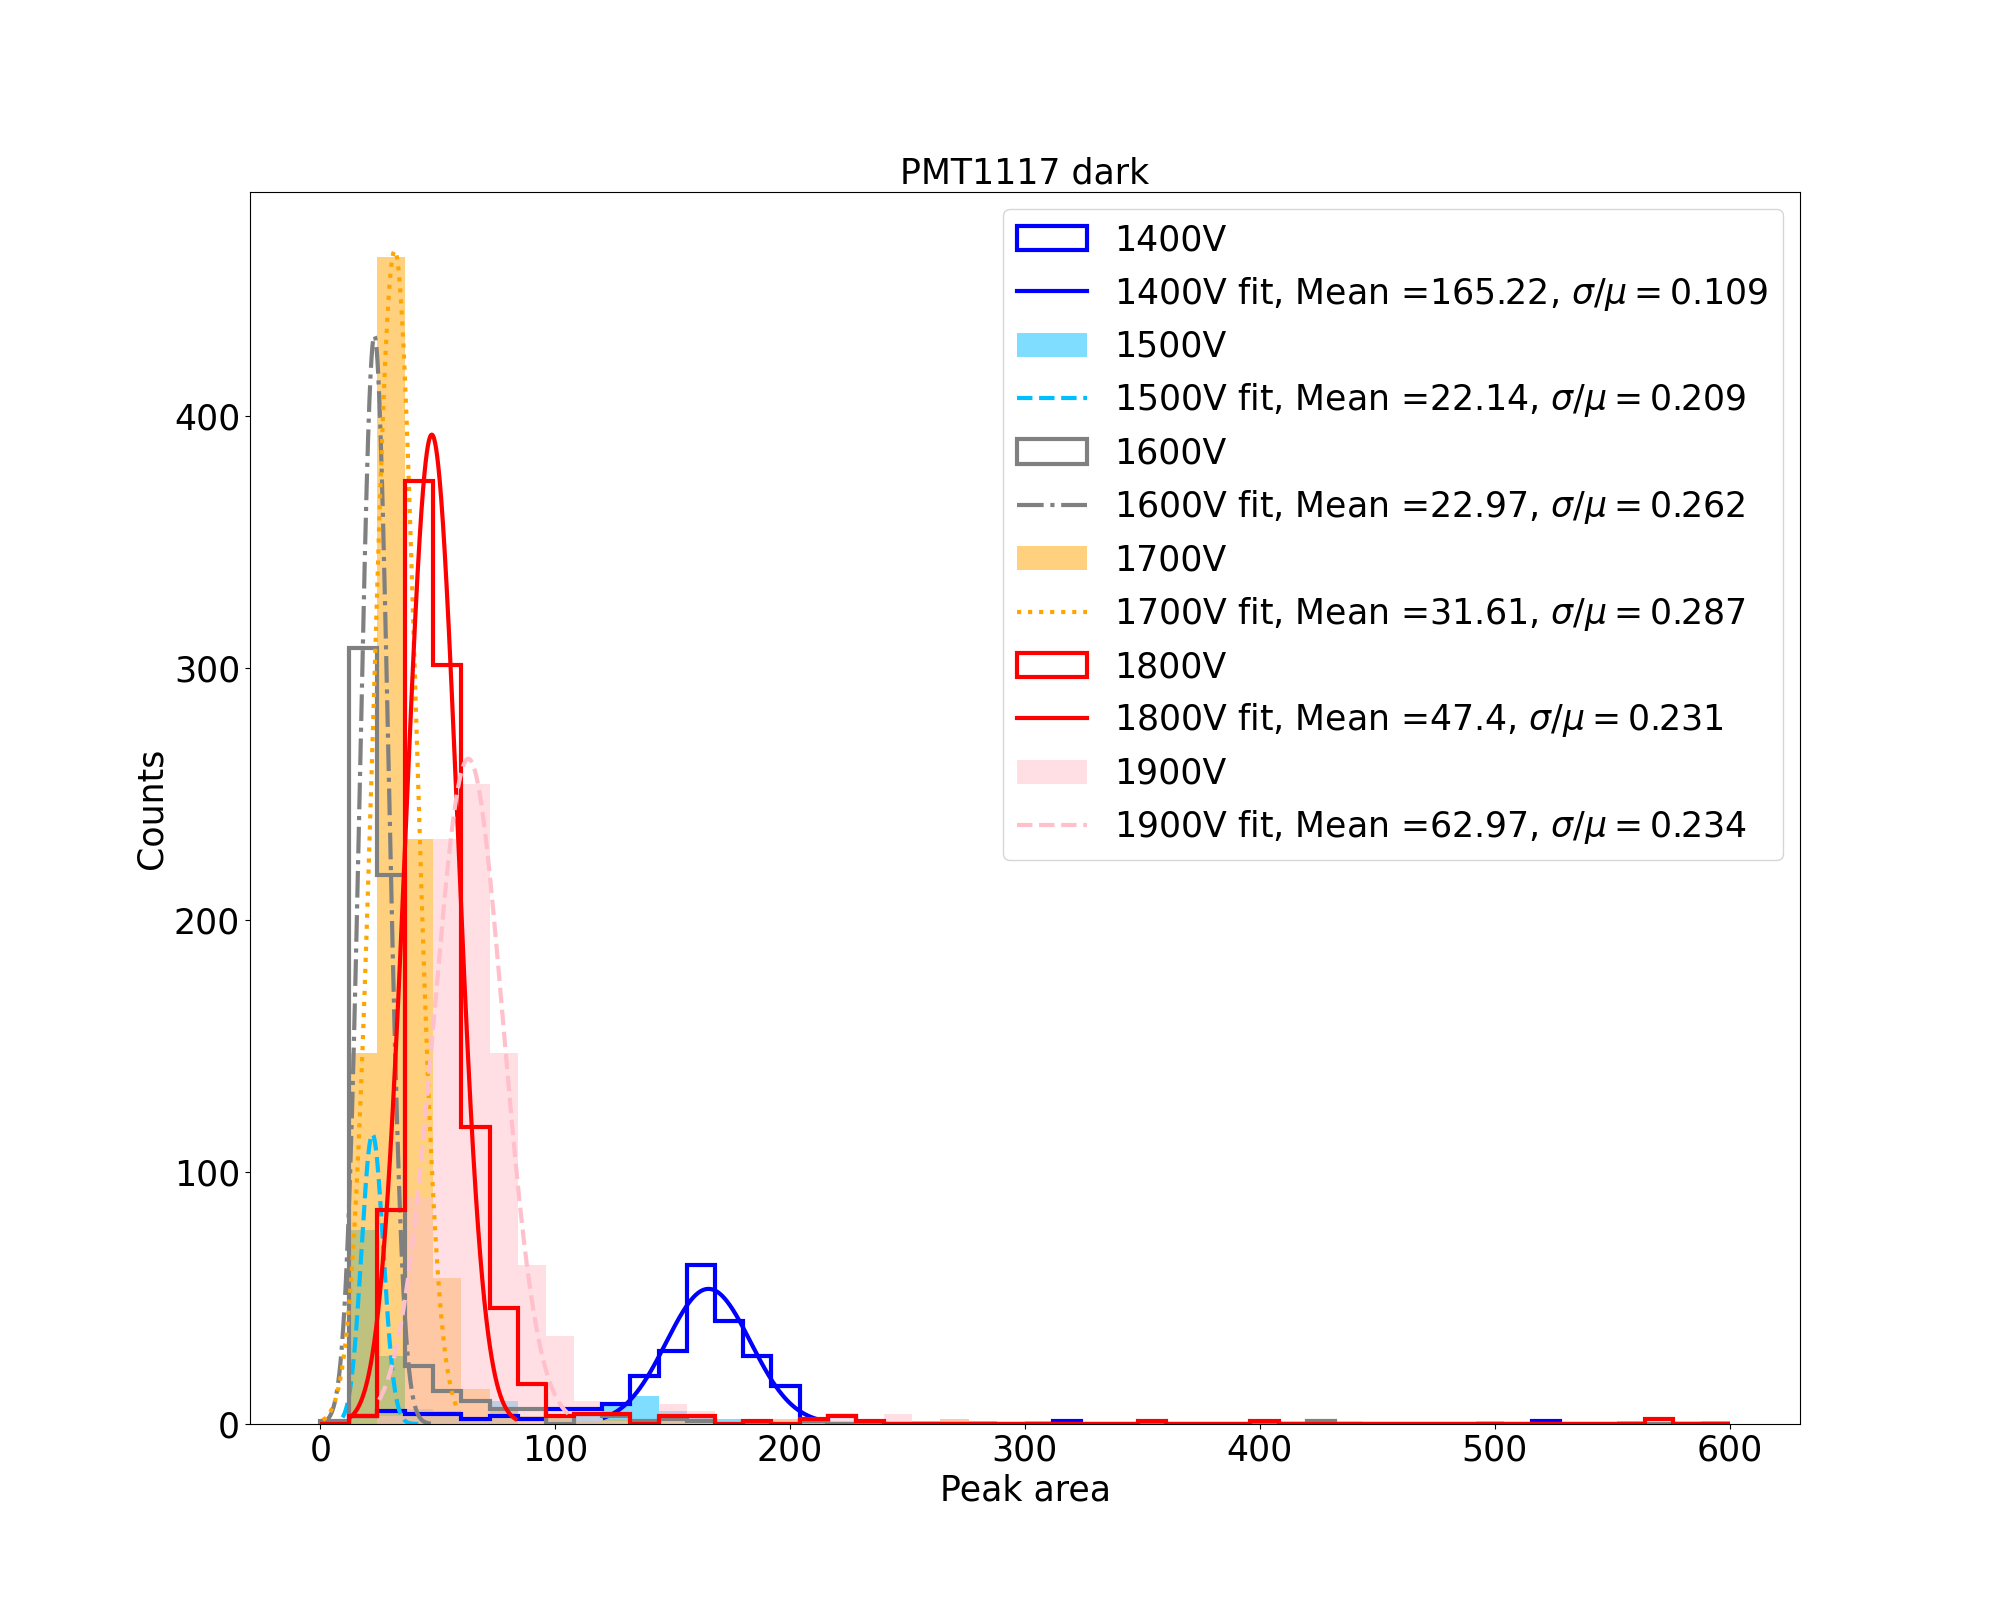 PMT1117 dark
1400V
1400V fit, Mean =165.22, σ/μ = 0.109
1500V
1500V fit, Mean =22.14, σ/μ = 0.209
1600V
1600V fit, Mean =22.97, σ/μ = 0.262
1700V
1700V fit, Mean =31.61, σ/μ = 0.287
1800V
1800V fit, Mean =47.4, σ/μ = 0.231
1900V
1900V fit, Mean =62.97, σ/μ = 0.234
Counts
400
300
200
100
0
0 100 200 300 400 500 600
Peak area